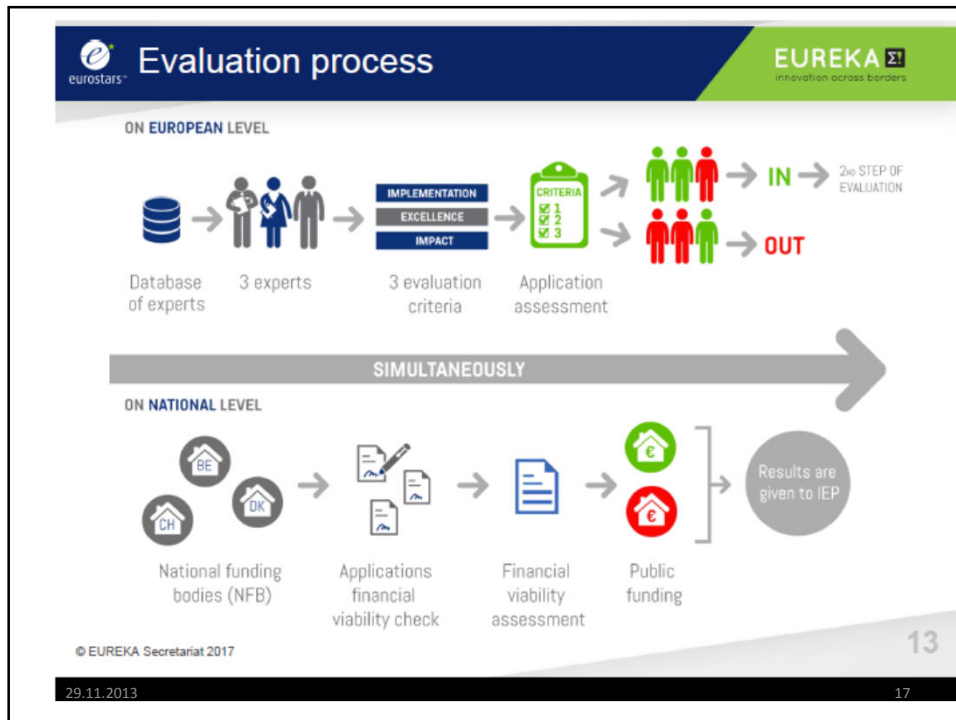 eurostars™
Evaluation process
EUREKA Σ!
innovation across borders
ON EUROPEAN LEVEL
IMPLEMENTATION
EXCELLENCE
IMPACT
CRITERIA
1
2
3
IN
2ND STEP OF
EVALUATION
OUT
Database
of experts
3 experts
3 evaluation
criteria
Application
assessment
SIMULTANEOUSLY
ON NATIONAL LEVEL
BE
DK
CH
€
€
Results are
given to IEP
National funding
bodies (NFB)
Applications
financial
viability check
Financial
viability
assessment
Public
funding
© EUREKA Secretariat 2017
13
29.11.2013
17